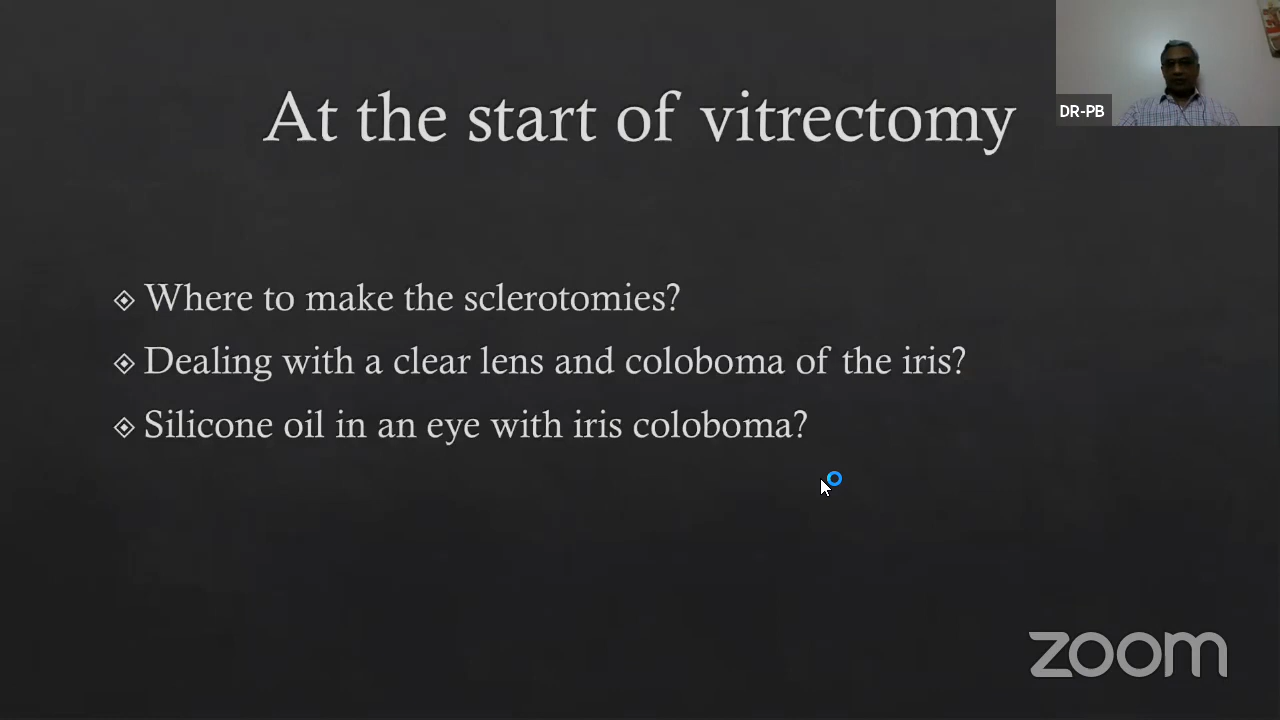 At the start of vitrectomy
DR-PB
Where to make the sclerotomies?
Dealing with a clear lens and coloboma of the iris?
Silicone oil in an eye with iris coloboma?
zoom